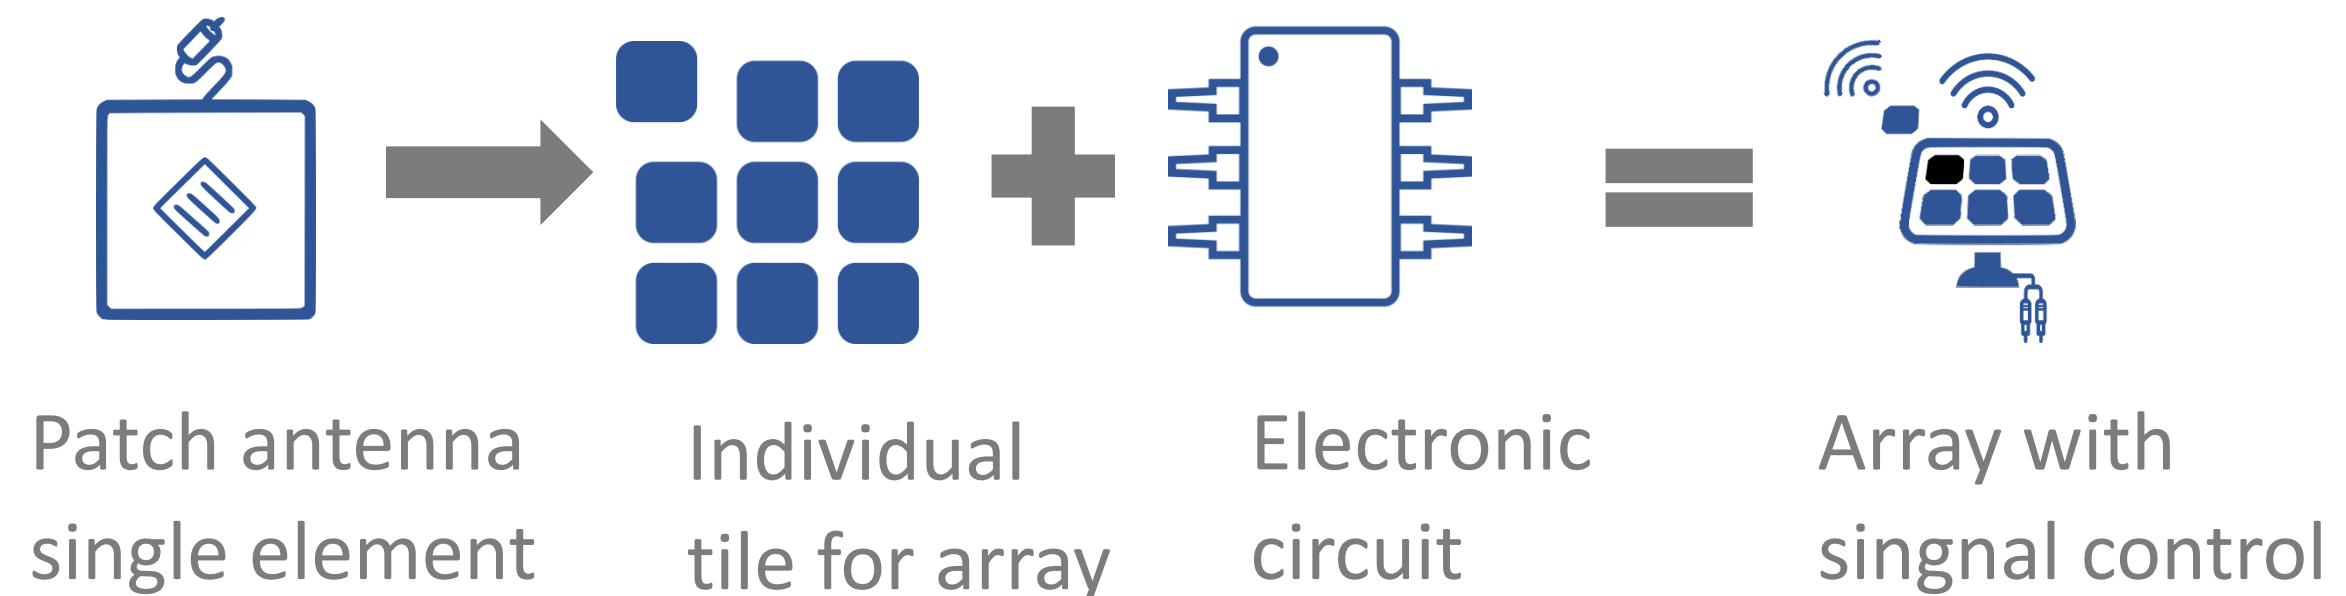 Patch antenna
single element
Individual
tile for array
Electronic
circuit
Array with
singnal control